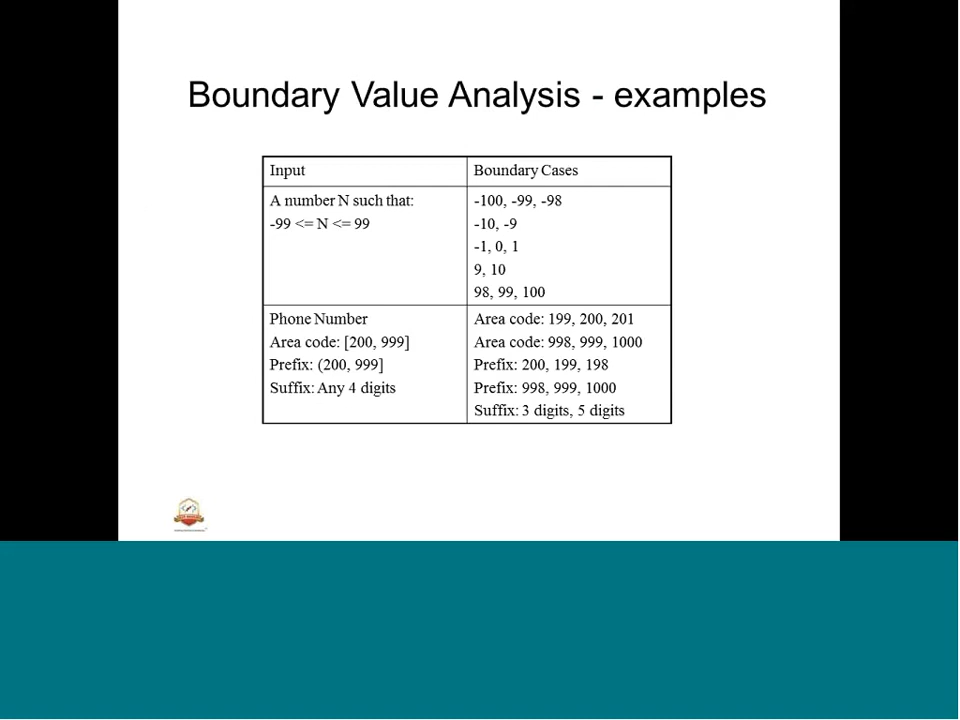 Boundary Value Analysis - examples
Input
Boundary Cases
A number N such that:
-99 <= N <= 99
-100, -99, -98
-10, -9
-1, 0, 1
9, 10
98, 99, 100
Phone Number
Area code: [200, 999]
Prefix: (200, 999]
Suffix: Any 4 digits
Area code: 199, 200, 201
Area code: 998, 999, 1000
Prefix: 200, 199, 198
Prefix: 998, 999, 1000
Suffix: 3 digits, 5 digits